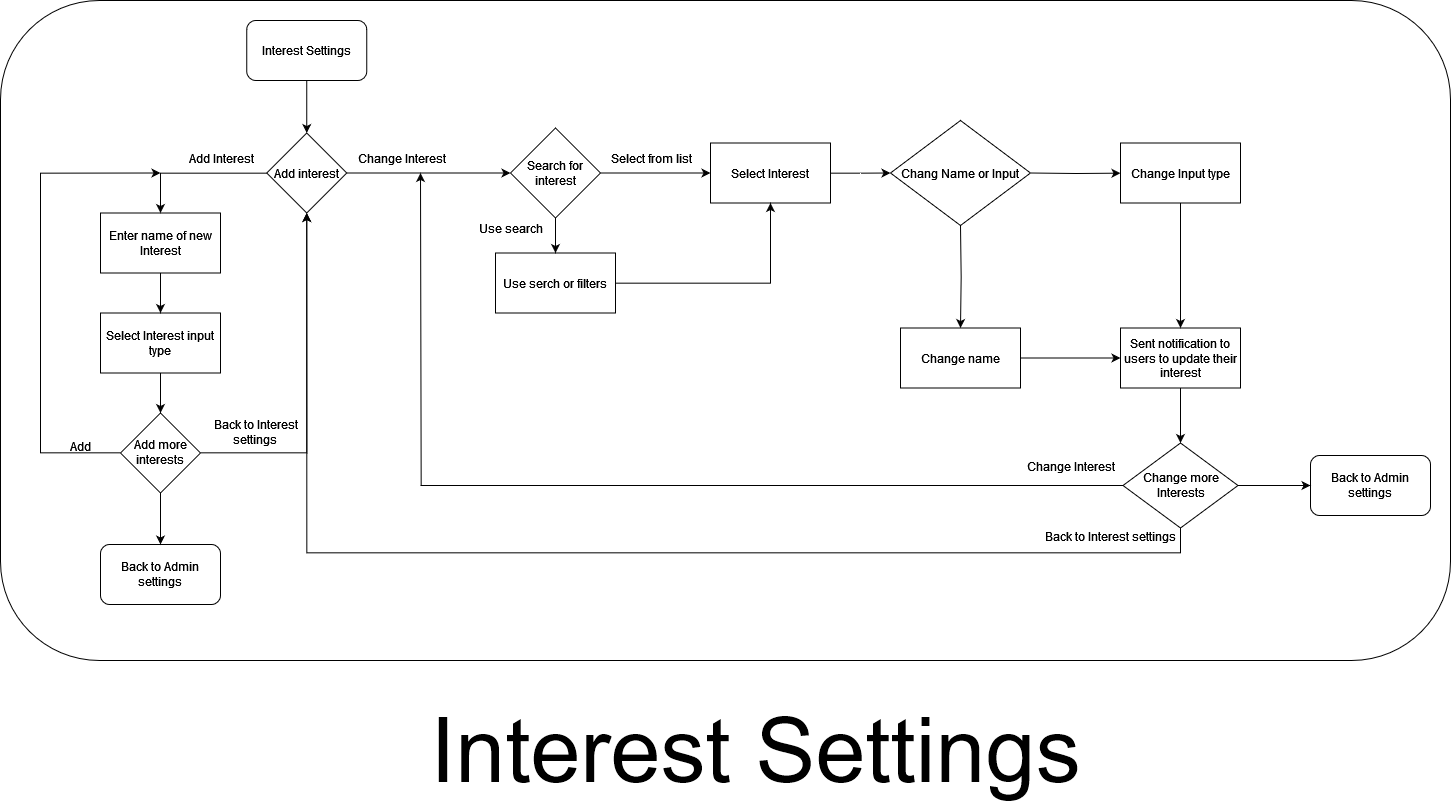 Interest Settings
Add Interest
Add interest
Change Interest
Search for
interest
Select from list
Select Interest
Chang Name or Input
Change Input type
Enter name of new
Interest
Use search
Use serch or filters
Select Interest input
type
Change name
Sent notification to
users to update their
interest
Add
Add more
interests
Back to Interest
settings
Change Interest
Change more
Interests
Back to Admin
settings
Back to Interest settings
Back to Admin
settings
Interest Settings